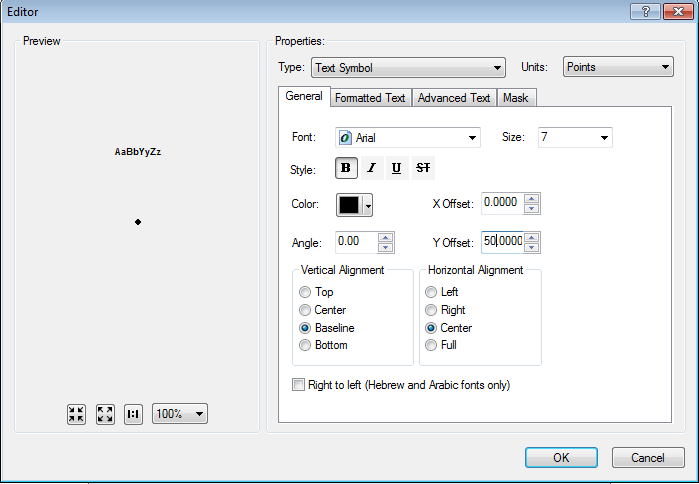 Editor
Preview
AaBbYyZz
100%
Properties:
Type: Text Symbol Units: Points
General Formatted Text Advanced Text Mask
Font: Arial Size: 7
Style: B I U ST
Color: X Offset: 0.0000
Angle: 0.00 Y Offset: 50.0000
Vertical Alignment
Top
Center
Baseline
Bottom
Horizontal Alignment
Left
Right
Center
Full
Right to left (Hebrew and Arabic fonts only)
OK Cancel